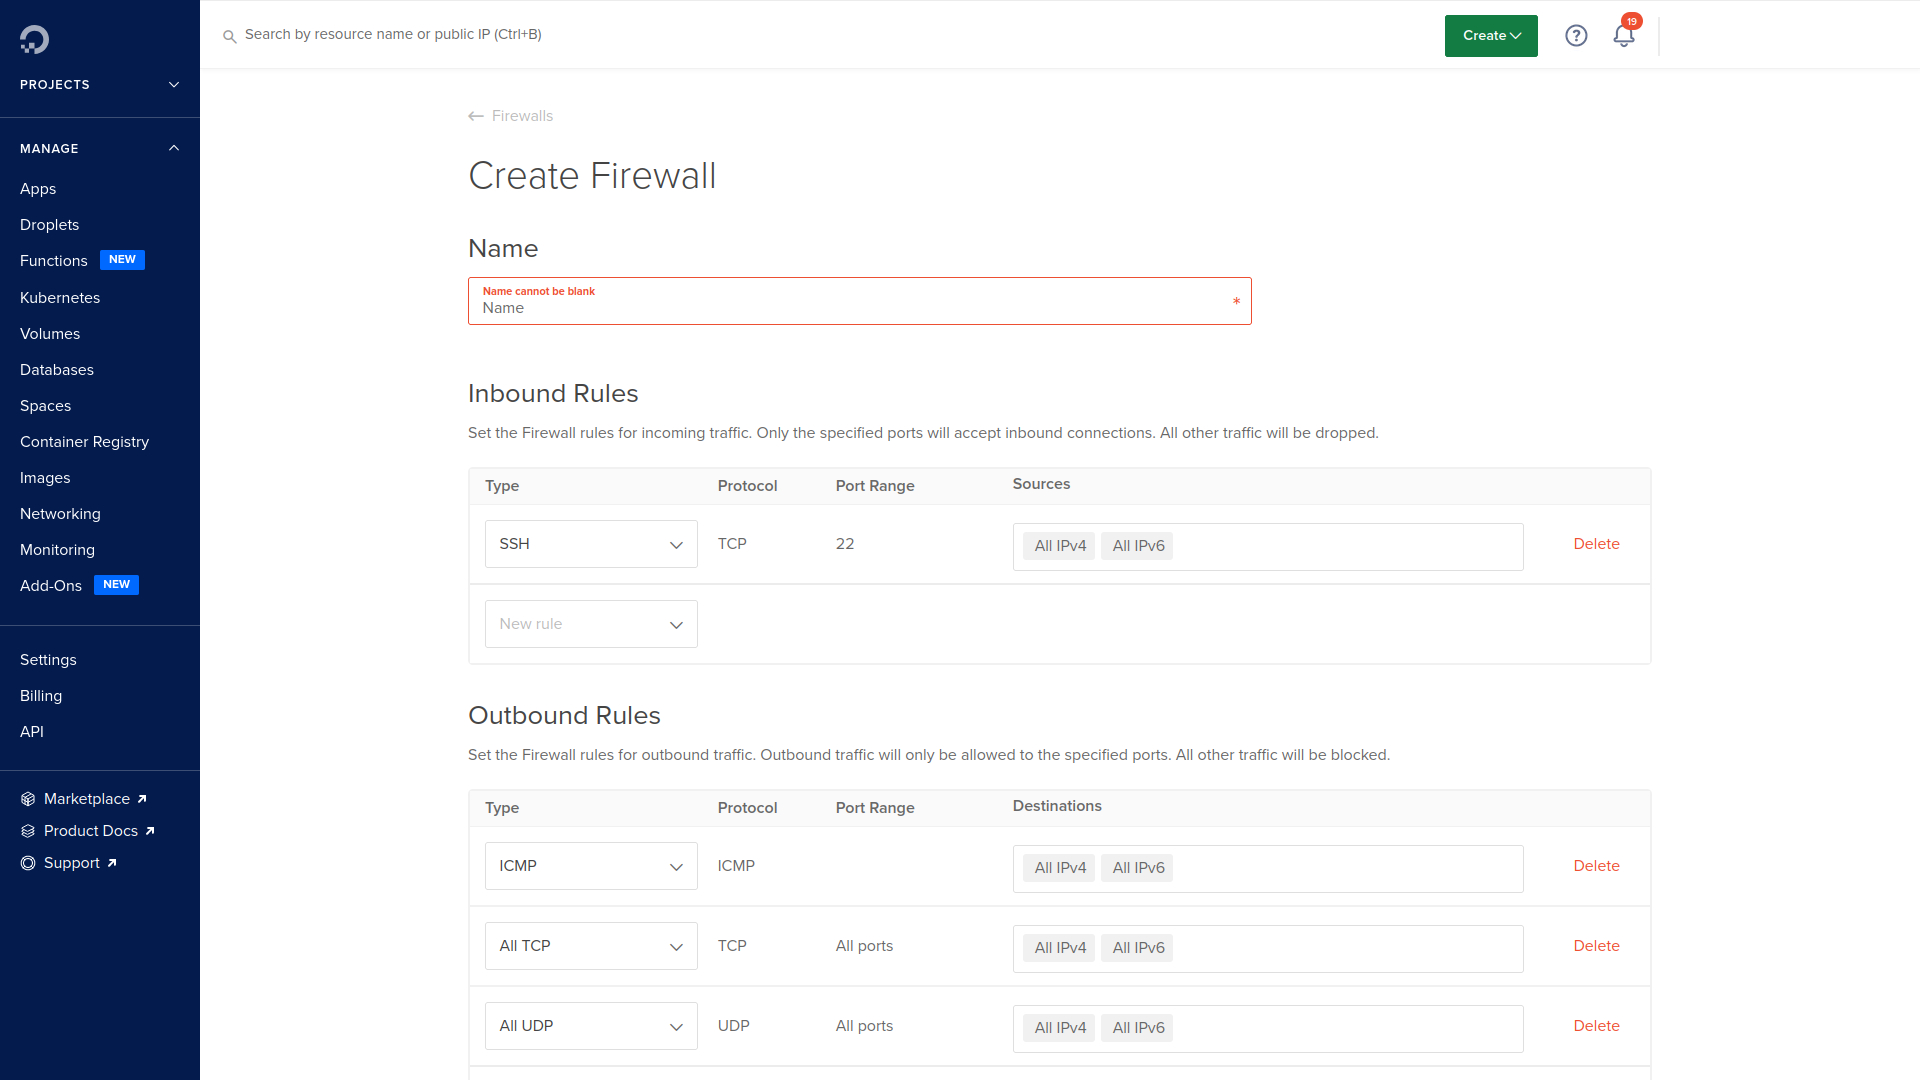 PROJECTS
MANAGE
Apps
Droplets
Functions NEW
Kubernetes
Volumes
Databases
Spaces
Container Registry
Images
Networking
Monitoring
Add-Ons NEW
Settings
Billing
API
Marketplace
Product Docs
Support
Search by resource name or public IP (Ctrl+B)
Create
?
19
Firewalls
Create Firewall
Name
Name cannot be blank
Name *
Inbound Rules
Set the Firewall rules for incoming traffic. Only the specified ports will accept inbound connections. All other traffic will be dropped.
Type Protocol Port Range Sources
SSH TCP 22 All IPv4 All IPv6 Delete
New rule
Outbound Rules
Set the Firewall rules for outbound traffic. Outbound traffic will only be allowed to the specified ports. All other traffic will be blocked.
Type Protocol Port Range Destinations
ICMP ICMP All IPv4 All IPv6 Delete
All TCP TCP All ports All IPv4 All IPv6 Delete
All UDP UDP All ports All IPv4 All IPv6 Delete